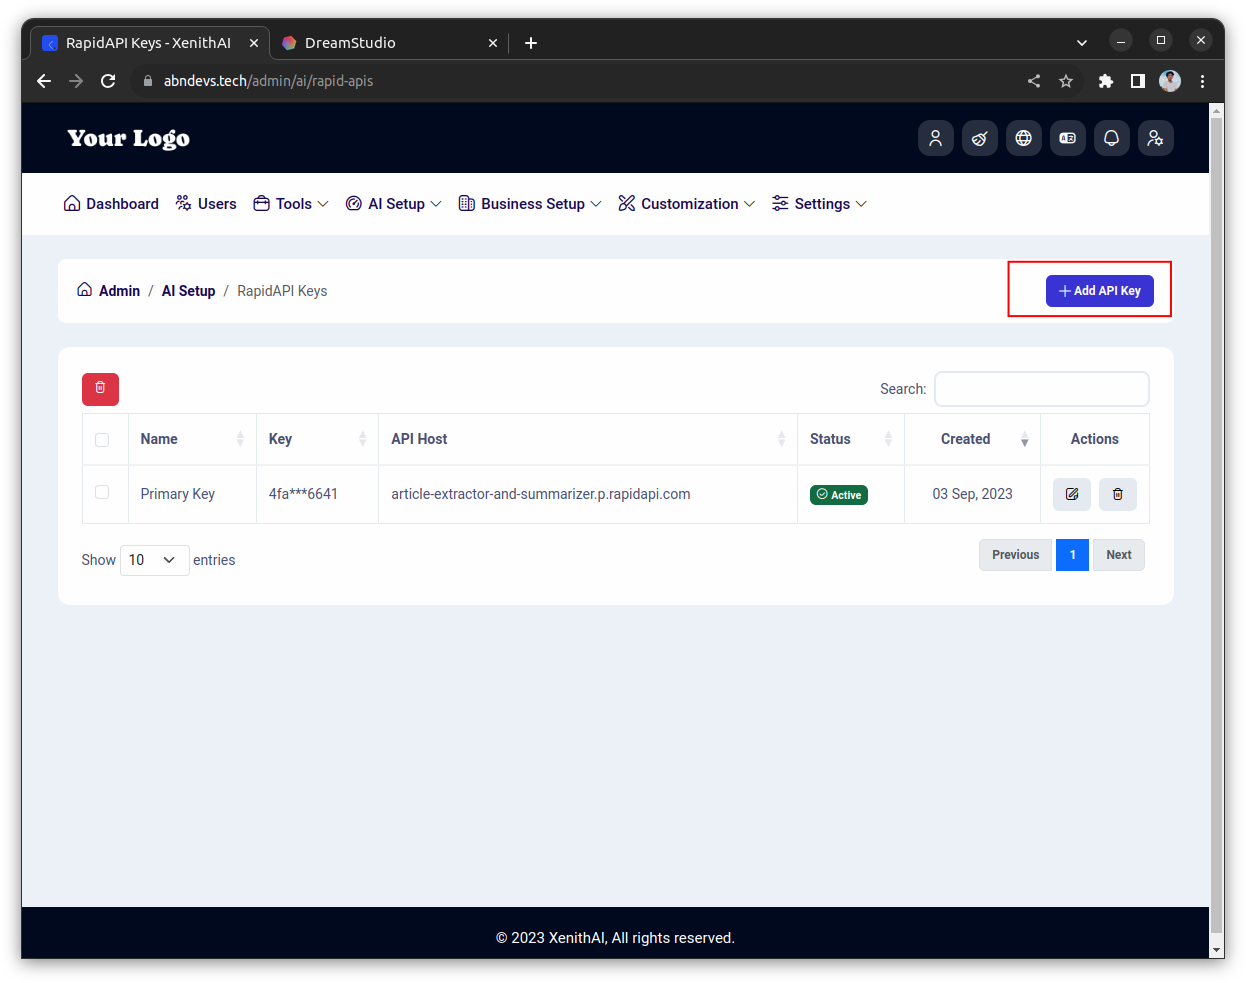 RapidAPI Keys - XenithAI
DreamStudio
abndevs.tech/admin/ai/rapid-apis
Your Logo
Dashboard Users Tools AI Setup Business Setup Customization Settings
Admin / AI Setup / RapidAPI Keys
Add API Key
Search:
Name Key API Host Status Created Actions
Primary Key 4fa***6641 article-extractor-and-summarizer.p.rapidapi.com Active 03 Sep, 2023
Show 10 entries
Previous 1 Next
© 2023 XenithAI, All rights reserved.